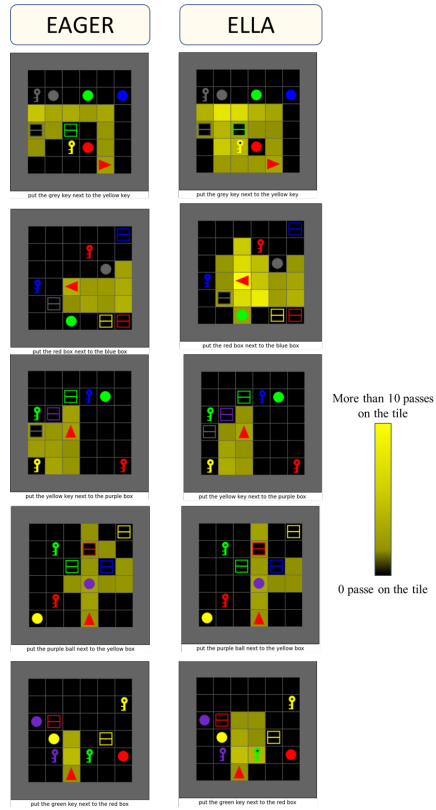 EAGER
ELLA
put the grey key next to the yellow key
put the grey key next to the yellow key
put the red box next to the blue box
put the red box next to the blue box
put the yellow key next to the purple box
put the yellow key next to the purple box
More than 10 passes
on the tile
0 passe on the tile
put the purple ball next to the yellow box
put the purple ball next to the yellow box
put the green key next to the red box
put the green key next to the red box